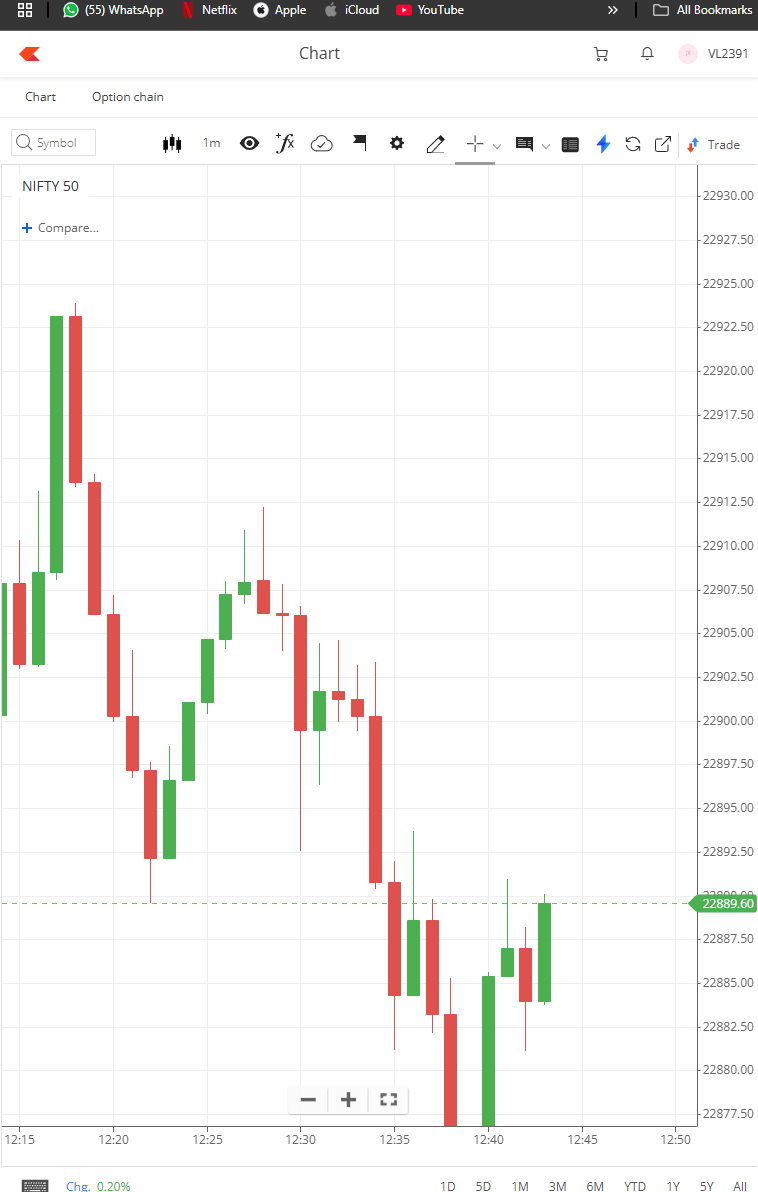 (55) WhatsApp Netflix Apple iCloud YouTube » All Bookmarks
Chart VL2391
Chart Option chain
Symbol 1m Trade
NIFTY 50
+ Compare...
22930.00
22927.50
22925.00
22922.50
22920.00
22917.50
22915.00
22912.50
22910.00
22907.50
22905.00
22902.50
22900.00
22897.50
22895.00
22892.50
22889.60
22887.50
22885.00
22882.50
22880.00
22877.50
12:15 12:20 12:25 12:30 12:35 12:40 12:45 12:50
Chg. 0.20% 1D 5D 1M 3M 6M YTD 1Y 5Y All